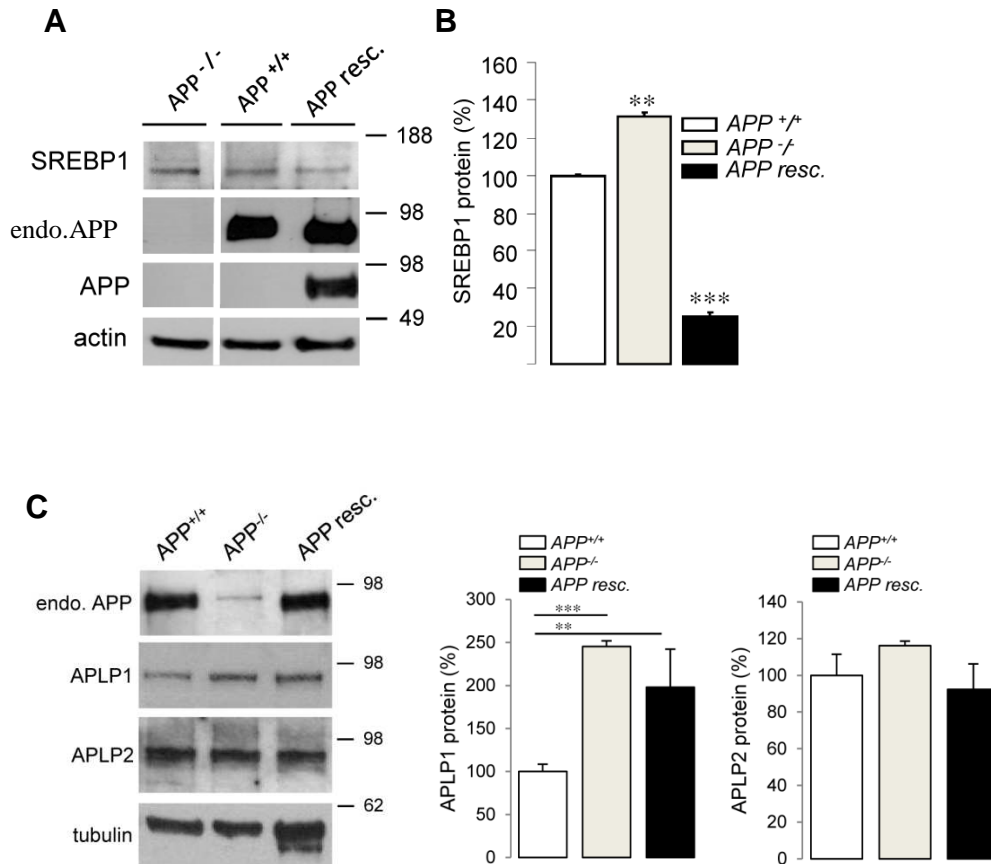 A
APP -/-
APP +/+
APP resc.
188
SREBP1
98
endo.APP
98
APP
49
actin
B
SREBP1 protein (%)
160
140
120
100
80
60
40
20
**
***
APP +/+
APP -/-
APP resc.
C
APP+/+
APP-/-
APP resc.
98
endo. APP
98
APLP1
98
APLP2
62
tubulin
APP+/+
APP-/-
APP resc.
APLP1 protein (%)
300
250
200
150
100
50
0
***
**
APP+/+
APP-/-
APP resc.
APLP2 protein (%)
140
120
100
80
60
40
20
0